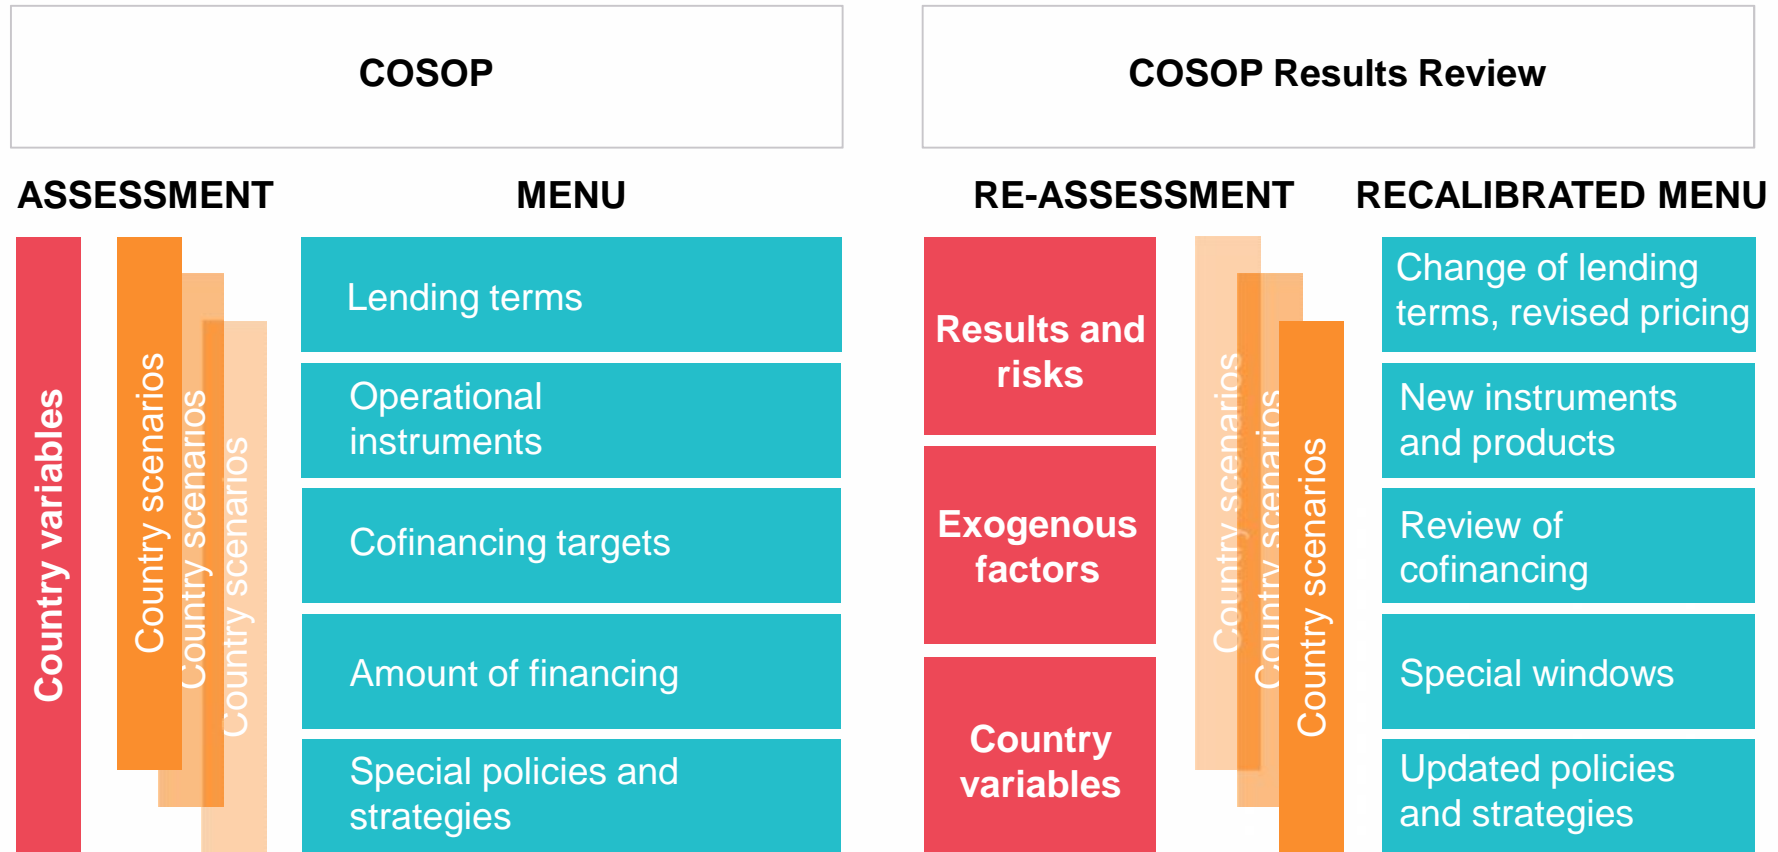 COSOP
ASSESSMENT
MENU
Country variables
Country scenarios
Country scenarios
Country scenarios
Lending terms
Operational
instruments
Cofinancing targets
Amount of financing
Special policies and
strategies
COSOP Results Review
RE-ASSESSMENT
RECALIBRATED MENU
Results and
risks
Exogenous
factors
Country
variables
Country scenarios
Country scenarios
Country scenarios
Change of lending
terms, revised pricing
New instruments
and products
Review of
cofinancing
Special windows
Updated policies
and strategies